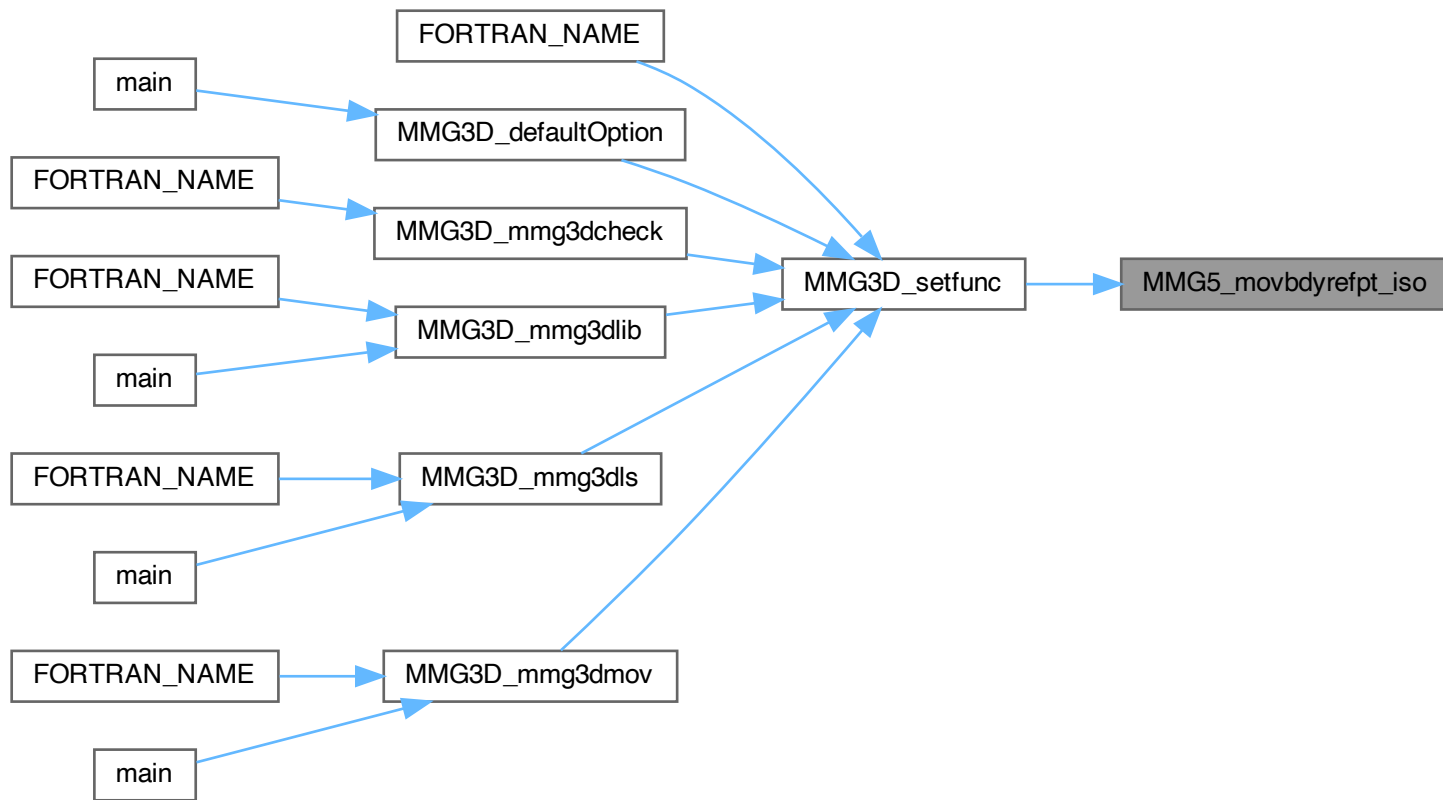 FORTRAN_NAME
main
MMG3D_defaultOption
FORTRAN_NAME
MMG3D_mmg3dcheck
FORTRAN_NAME
MMG3D_setfunc
MMG5_movbdyrefpt_iso
MMG3D_mmg3dlib
main
FORTRAN_NAME
MMG3D_mmg3dls
main
FORTRAN_NAME
MMG3D_mmg3dmov
main